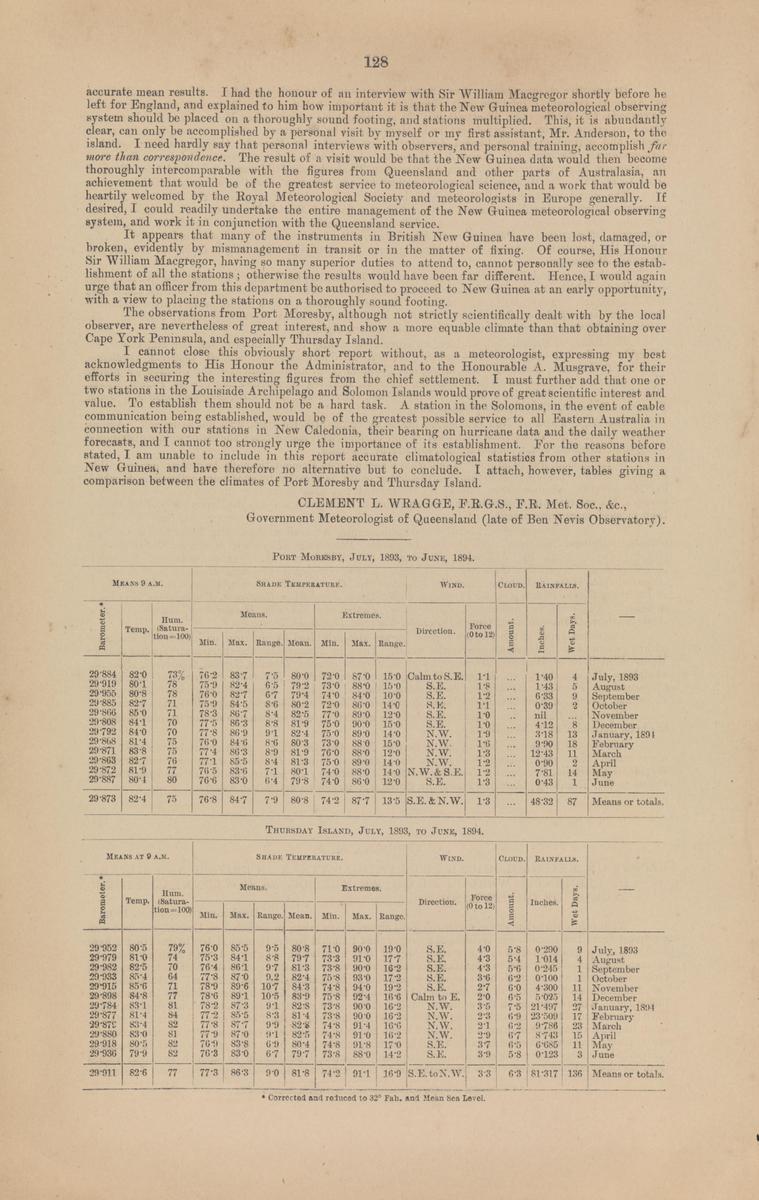 128
accurate mean results. I had the honour of an interview with Sir William Macgregor shortly before he
left for England, and explained to him how important it is that the New Guinea meteorological observing
system should be placed on a thoroughly sound footing, and stations multiplied. This, it is abundantly
clear, can only be accomplished by a personal visit by myself or my first assistant, Mr. Anderson, to the
island. I need hardly say that personal interviews with observers, and personal training, accomplish far
more than correspondence. The result of a visit would be that the New Guinea data would then become
thoroughly intercomparable with the figures from Queensland and other parts of Australasia, an
achievement that would be of the greatest service to meteorological science, and a work that would be
heartily welcomed by the Royal Meteorological Society and meteorologists in Europe generally. If
desired, I could readily undertake the entire management of the New Guinea meteorological observing
system, and work it in conjunction with the Queensland service.
It appears that many of the instruments in British New Guinea have been lost, damaged, or
broken, evidently by mismanagement in transit or in the matter of fixing. Of course, His Honour
Sir William Macgregor, having so many superior duties to attend to, cannot personally see to the estab-
lishment of all the stations; otherwise the results would have been far different. Hence, I would again
urge that an officer from this department be authorised to proceed to New Guinea at an early opportunity,
with a view to placing the stations on a thoroughly sound footing.
The observations from Port Moresby, although not strictly scientifically dealt with by the local
observer, are nevertheless of great interest, and show a more equable climate than that obtaining over
Cape York Peninsula, and especially Thursday Island.
I cannot close this obviously short report without, as a meteorologist, expressing my best
acknowledgments to His Honour the Administrator, and to the Honourable A. Musgrave, for their
efforts in securing the interesting figures from the chief settlement. I must further add that one or
two stations in the Louisiade Archipelago and Solomon Islands would prove of great scientific interest and
value. To establish them should not be a hard task. A station in the Solomons, in the event of cable
communication being established, would be of the greatest possible service to all Eastern Australia in
connection with our stations in New Caledonia, their bearing on hurricane data and the daily weather
forecasts, and I cannot too strongly urge the importance of its establishment. For the reasons before
stated, I am unable to include in this report accurate climatological statistics from other stations in
New Guinea, and have therefore no alternative but to conclude. I attach, however, tables giving a
comparison between the climates of Port Moresby and Thursday Island.
CLEMENT L. WRAGGE, F.R.G.S., F.R. Met. Soc., &c.,
Government Meteorologist of Queensland (late of Ben Nevis Observatory).
PORT MORESBY, JULY, 1893, TO JUNE, 1894.
MEANS 9 A.M. SHADE TEMPERATURE. WIND. CLOUD. RAINFALLS. —
Barometer.* Temp. Hum. (Satura-tion=100) Means. Extremes. Direction. Force (0 to 12) Amount. Inches. Wet Days.
Min. Max. Range. Mean. Min. Max. Range.
29·884 82·0 73% 76·2 83·7 7·5 80·0 72·0 87·0 15·0 Calm to S.E. 1·1 ... 1·40 4 July, 1893
29·919 80·1 78 75·9 82·4 6·5 79·2 73·0 88·0 15·0 S.E. 1·8 ... 1·43 5 August
29·955 80·8 78 76·0 82·7 6·7 79·4 74·0 84·0 10·0 S.E. 1·2 ... 6·33 9 September
29·885 82·7 71 75·9 84·5 8·6 80·2 72·0 86·0 14·0 S.E. 1·1 ... 0·39 2 October
29·866 85·0 71 78·3 86·7 8·4 82·5 77·0 89·0 12·0 S.E. 1·0 .. nil ... November
29·808 84·1 70 77·5 86·3 8·8 81·9 75·0 90·0 15·0 S.E. 1·0 ... 4·12 8 December
29·792 84·0 70 77·8 86·9 9·1 82·4 75·0 89·0 14·0 N.W. 1·9 ... 3·18 13 January, 1894
29·868 81·4 75 76·0 84·6 8·6 80·3 73·0 88·0 15·0 N.W. 1·6 ... 9·90 18 February
29·871 83·8 75 77·4 86·3 8·9 81·9 76·0 88·0 12·0 N.W. 1·3 ... 12·43 11 March
29·863 82·7 76 77·1 85·5 8·4 81·3 75·0 89·0 14·0 N.W. 1·2 ... 0·90 2 April
29·872 81·9 77 76·5 83·6 7·1 80·1 74·0 88·0 14·0 N.W. & S.E. 1·2 ... 7·81 14 May
29·887 80·4 80 76·6 83·0 6·4 79·8 74·0 86·0 12·0 S.E. 1·3 ... 0·43 1 June
29·873 82·4 75 76·8 84·7 7·9 80·8 74·2 87·7 13·5 S.E. & N.W. 1·3 ... 48·32 87 Means or totals.
THURSDAY ISLAND, JULY, 1893, TO JUNE, 1894.
MEANS AT 9 A.M. SHADE TEMPERATURE. WIND. CLOUD. RAINFALLS. —
Barometer.* Temp. Hum. (Satura-tion=100) Means. Extremes. Direction. Force (0 to 12) Amount. Inches. Wet Days.
Min. Max. Range. Mean. Min. Max. Range.
29·952 80·5 79% 76·0 85·5 9·5 80·8 71·0 90·0 19·0 S.E. 4·0 5·8 0·290 9 July, 1893
29·979 81·0 74 75·3 84·1 8·8 79·7 73·3 91·0 17·7 S.E. 4·3 5·4 1·014 4 August
29·982 82·5 70 76·4 86·1 9·7 81·3 73·8 90·0 16·2 S.E. 4·3 5·6 0·245 1 September
29·933 85·4 64 77·8 87·0 9.2 82·4 75·8 93·0 17·2 S.E. 3·6 6·2 0·100 1 October
29·915 85·6 71 78·9 89·6 10·7 84·3 74·8 94·0 19·2 S.E. 2·7 6·0 4·300 11 November
29·898 84·8 77 78·6 89·1 10·5 83·9 75·8 92·4 16·6 Calm to E. 2·0 6·5 5·025 14 December
29·784 83·1 81 78·2 87·3 9·1 82·8 73·8 90·0 16·2 N.W. 3·5 7·5 21·497 27 January, 1894
29·877 81·4 84 77·2 85·5 8·3 81·4 73·8 90·0 16·2 N.W. 2·3 6·9 23·509 17 February
83·4 82 77·8 87·7 9·9 82·8 74·8 91·4 16·6 N.W. 2·1 6·2 9·786 23 March
29·880 83·0 81 77·9 87·0 9·1 82·5 74·8 91·0 16·2 N.W. 2·9 6·7 8·743 15 April
29·918 80·5 82 76·9 83·8 6·9 80·4 74·8 91·8 17·0 S.E. 3·7 6·5 6·685 11 May
29·936 79·9 82 76·3 83·0 6·7 79·7 73·8 88·0 14·2 S.E. 3·9 5·8 0·123 3 June
29·911 82·6 77 77·3 86·3 9·0 81·8 74·2 91·1 16·9 S.E. to N.W. 3·3 6·3 81·317 136 Means or totals.
* Corrected and reduced to 32° Fah. and Mean Sea Level.